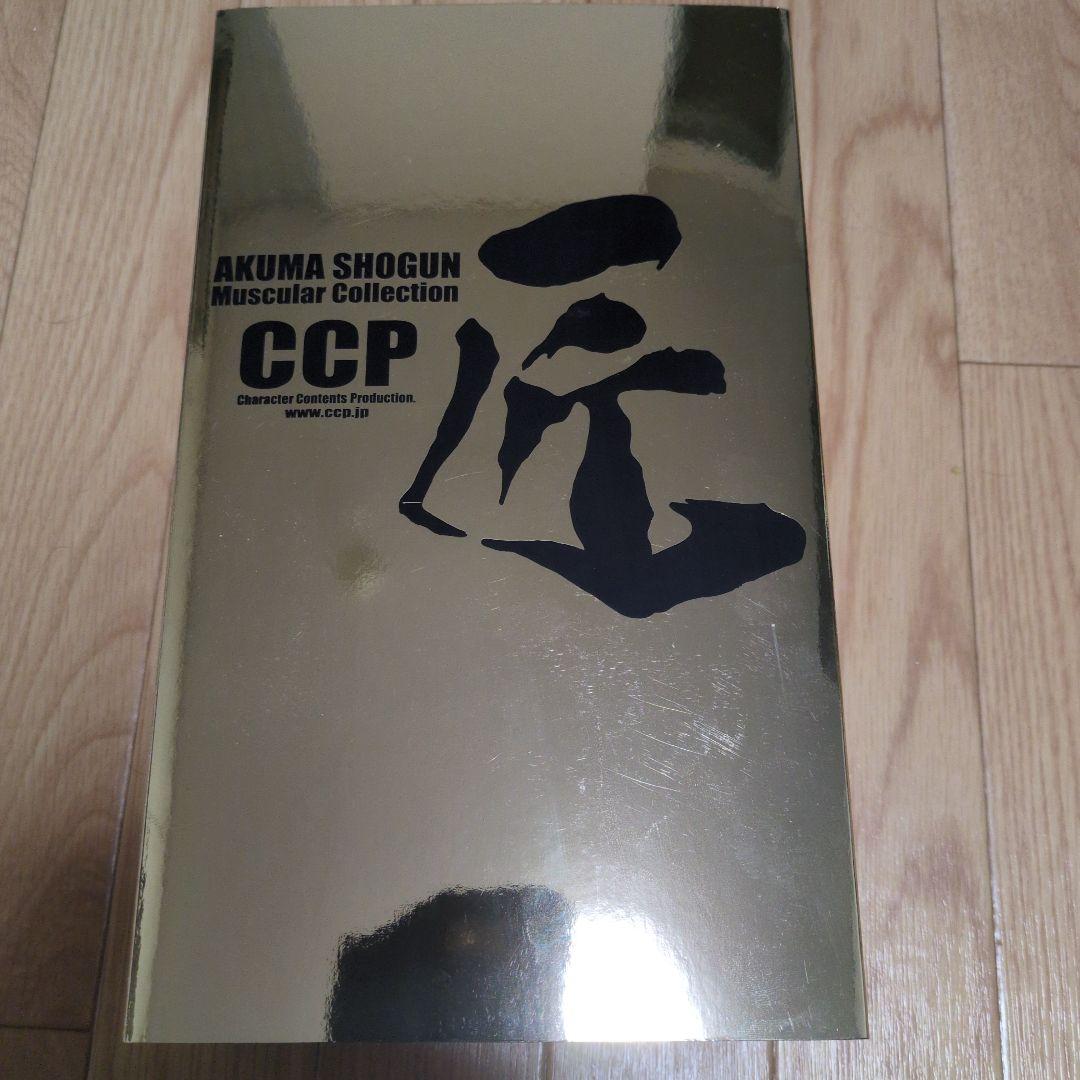 AKUMA SHOGUN
Muscular Collection
CCP
Character Contents Production.
www.ccp.jp
匠